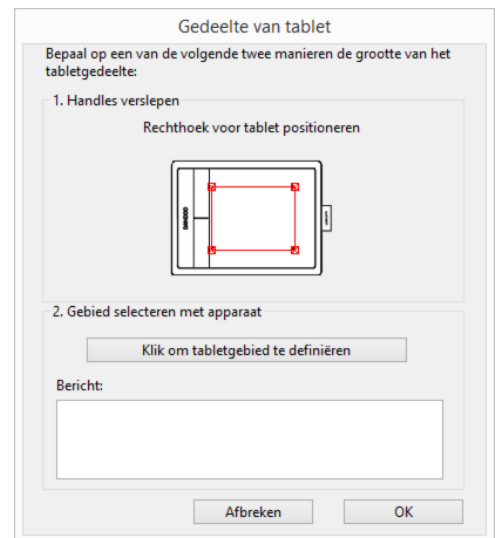 Gedeelte van tablet
Bepaal op een van de volgende twee manieren de grootte van het
tabletgedeelte:
1. Handles verslepen
Rechthoek voor tablet positioneren
BAMBOO
2. Gebied selecteren met apparaat
Klik om tabletgebied te definiëren
Bericht:
Afbreken
OK